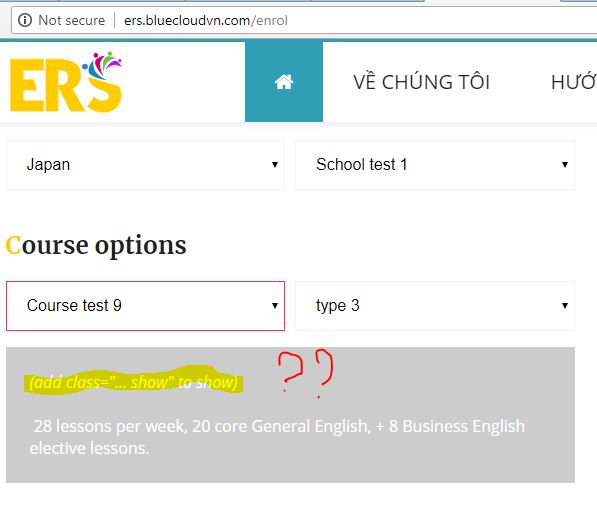 Not secure | ers.bluecloudvn.com/enrol
ERS
VỀ CHÚNG TÔI HƯỚ
Japan School test 1
Course options
Course test 9 type 3
(add class="... show" to show) ??
28 lessons per week, 20 core General English, + 8 Business English
elective lessons.